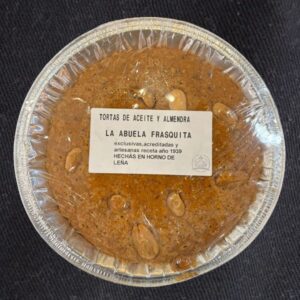 TORTAS DE ACEITE Y ALMENDRA
LA ABUELA FRASQUITA
exclusivas,acreditadas y
artesanas receta año 1939
HECHAS EN HORNO DE
LEÑA